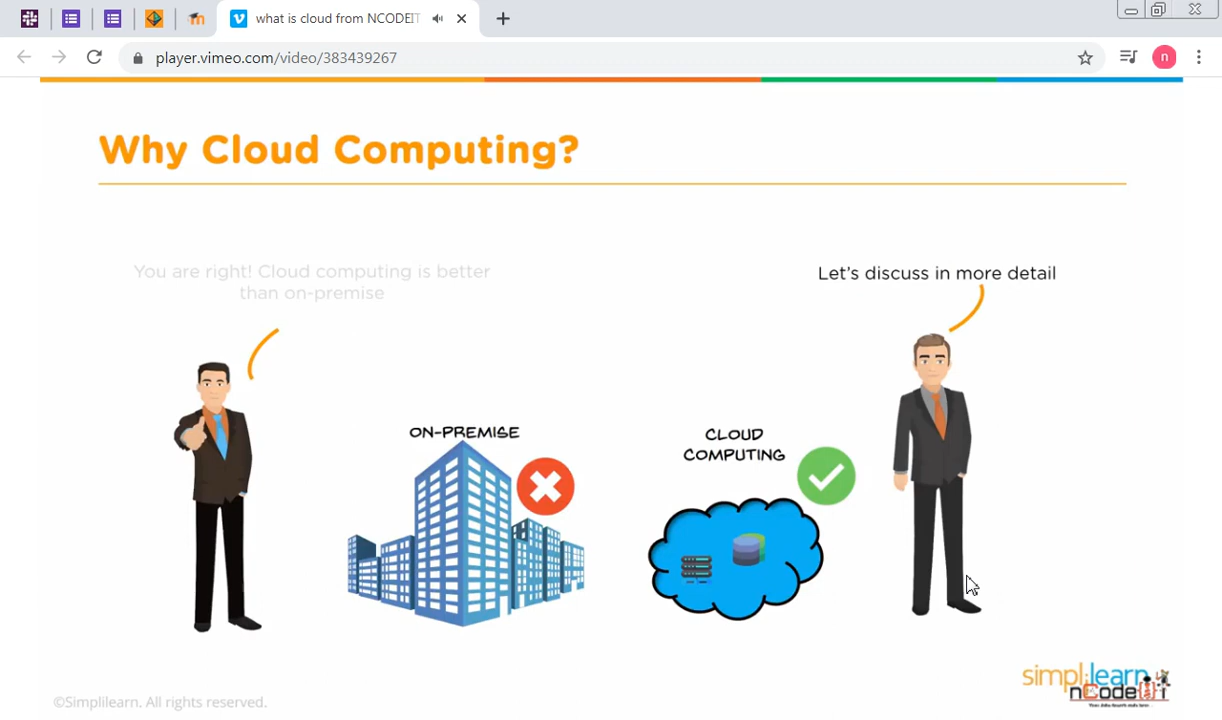 what is cloud from NCODEIT
player.vimeo.com/video/383439267
n
Why Cloud Computing?
You are right! Cloud computing is better
than on-premise
Let's discuss in more detail
ON-PREMISE
CLOUD
COMPUTING
simplilearn
nCodeIT
©Simplilearn. All rights reserved.